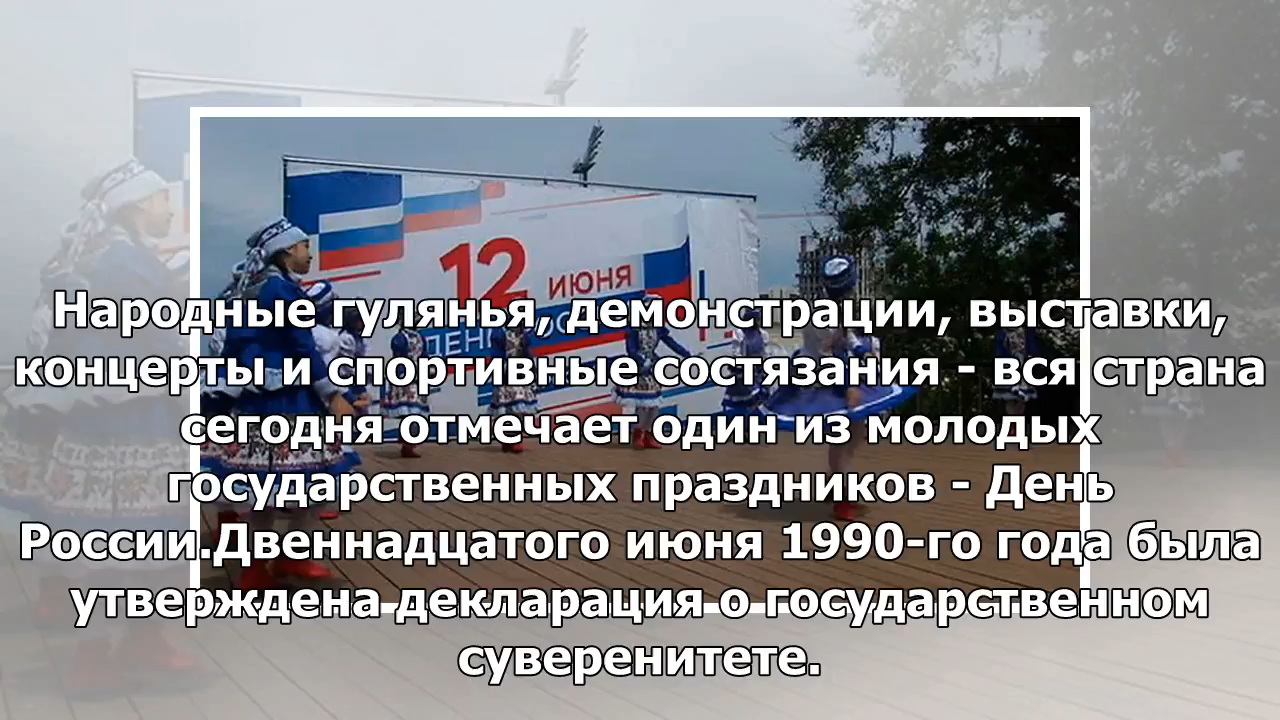 12 ИЮНЯ
Народные гулянья, демонстрации, выставки,
концерты и спортивные состязания - вся страна
сегодня отмечает один из молодых
государственных праздников - День
России.Двеннадцатого июня 1990-го года была
утверждена декларация о государственном
суверенитете.